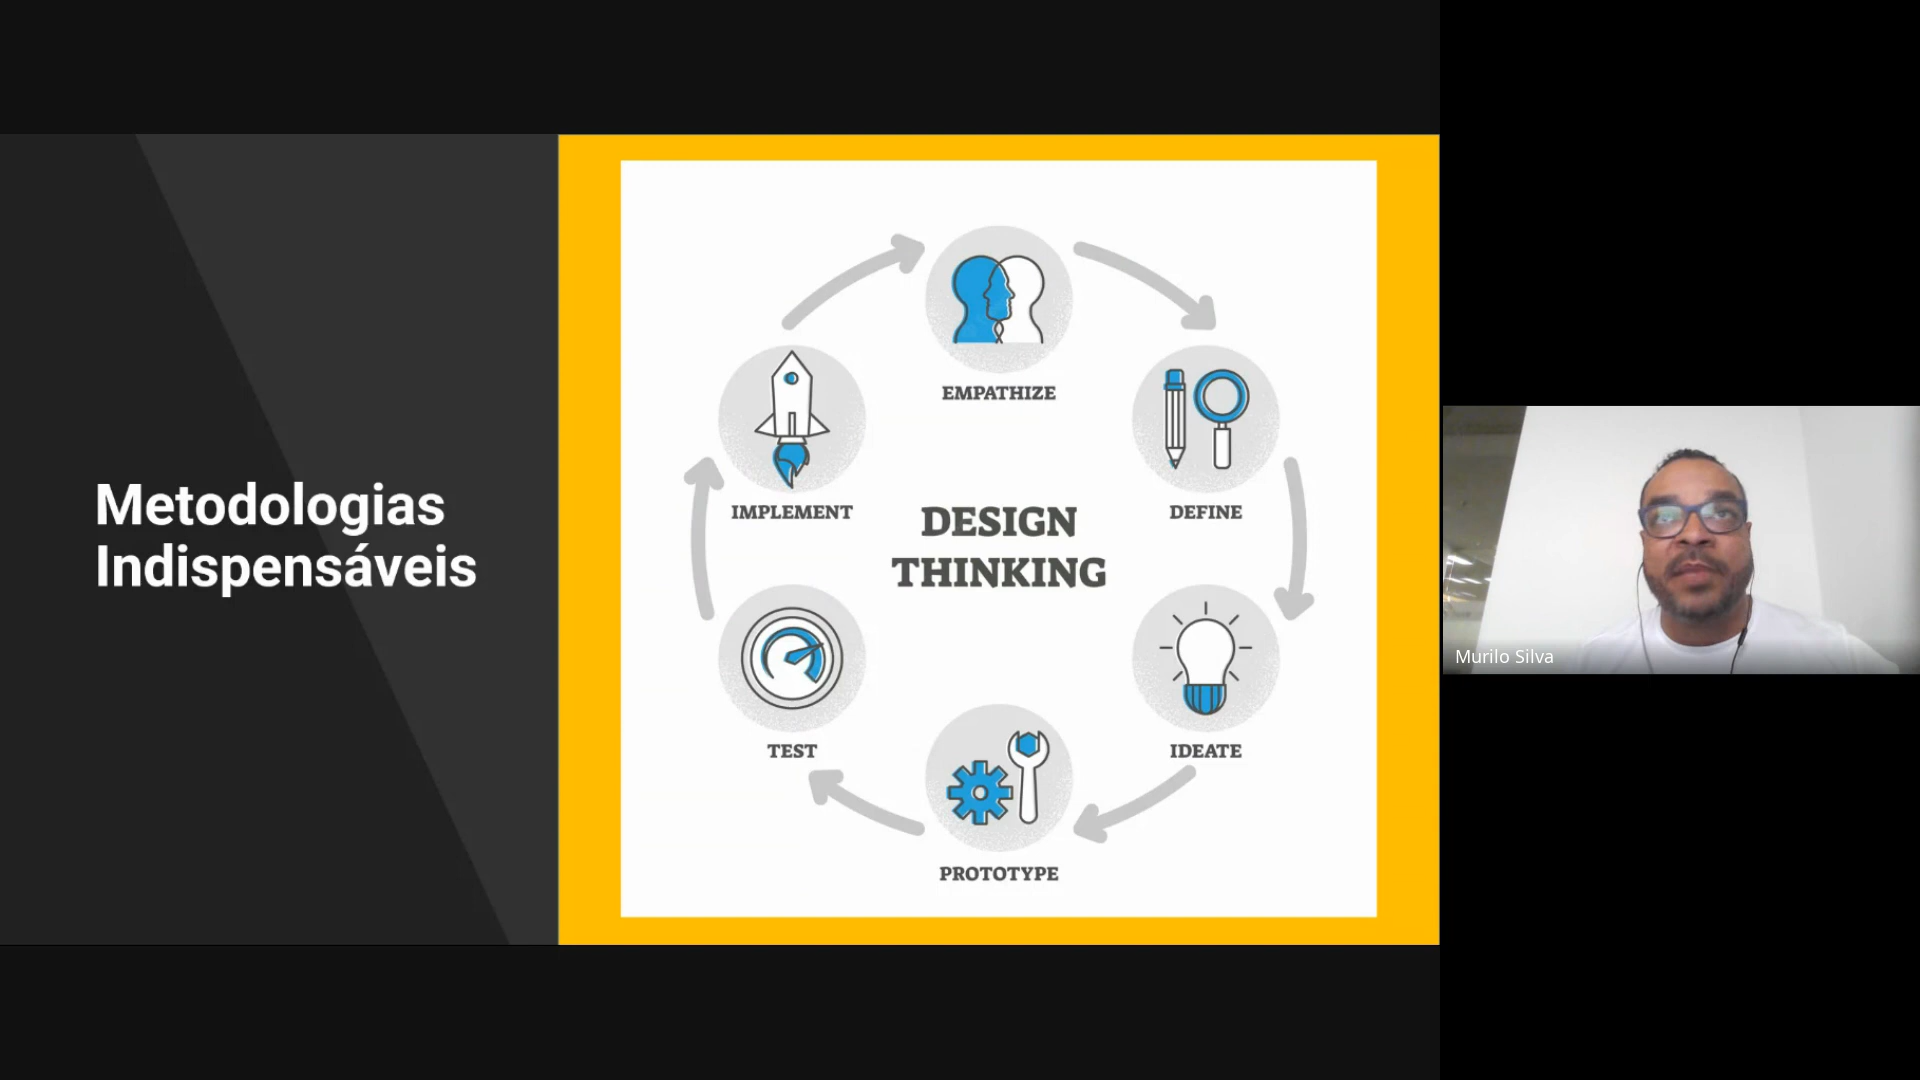 Metodologias
Indispensáveis
EMPATHIZE
IMPLEMENT
DEFINE
DESIGN
THINKING
TEST
IDEATE
PROTOTYPE
Murilo Silva